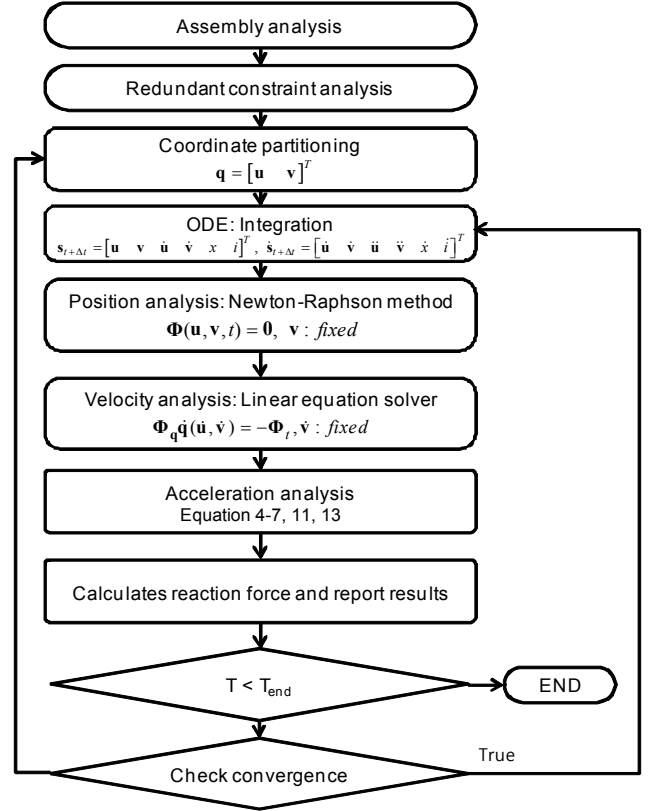 Assembly analysis
Redundant constraint analysis
Coordinate partitioning
q = [u v]^T
ODE: Integration
s_{t+Δt} = [u v u̇ v̇ x i]^T, ṡ_{t+Δt} = [u̇ v̇ ü v̈ ẋ i̇]^T
Position analysis: Newton-Raphson method
Φ(u,v,t) = 0, v : fixed
Velocity analysis: Linear equation solver
Φ_q q̇(u̇,v̇) = −Φ_t, v̇ : fixed
Acceleration analysis
Equation 4-7, 11, 13
Calculates reaction force and report results
T < T_end
END
True
Check convergence